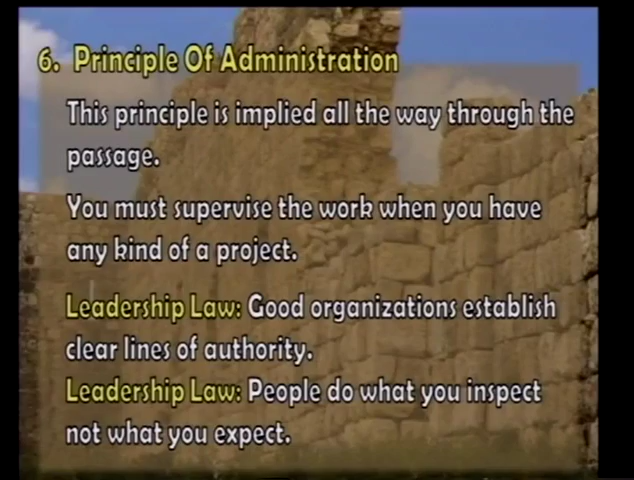 6. Principle Of Administration
This principle is implied all the way through the
passage.
You must supervise the work when you have
any kind of a project.
Leadership Law: Good organizations establish
clear lines of authority.
Leadership Law: People do what you inspect
not what you expect.